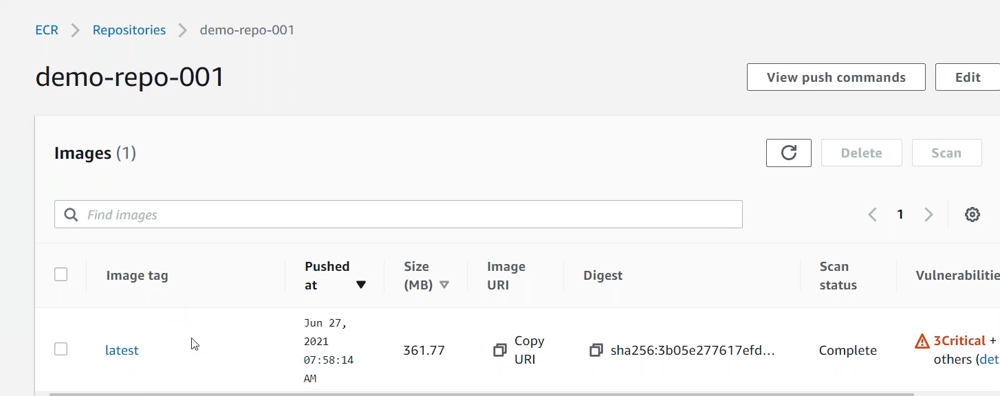 ECR > Repositories > demo-repo-001
demo-repo-001
View push commands
Edit
Images (1)
Delete
Scan
Find images
1
Image tag
Pushed
at
Size
(MB)
Image
URI
Digest
Scan
status
Vulnerabilitie
latest
Jun 27,
2021
07:58:14
AM
361.77
Copy
URI
sha256:3b05e277617efd...
Complete
3Critical +
others (det